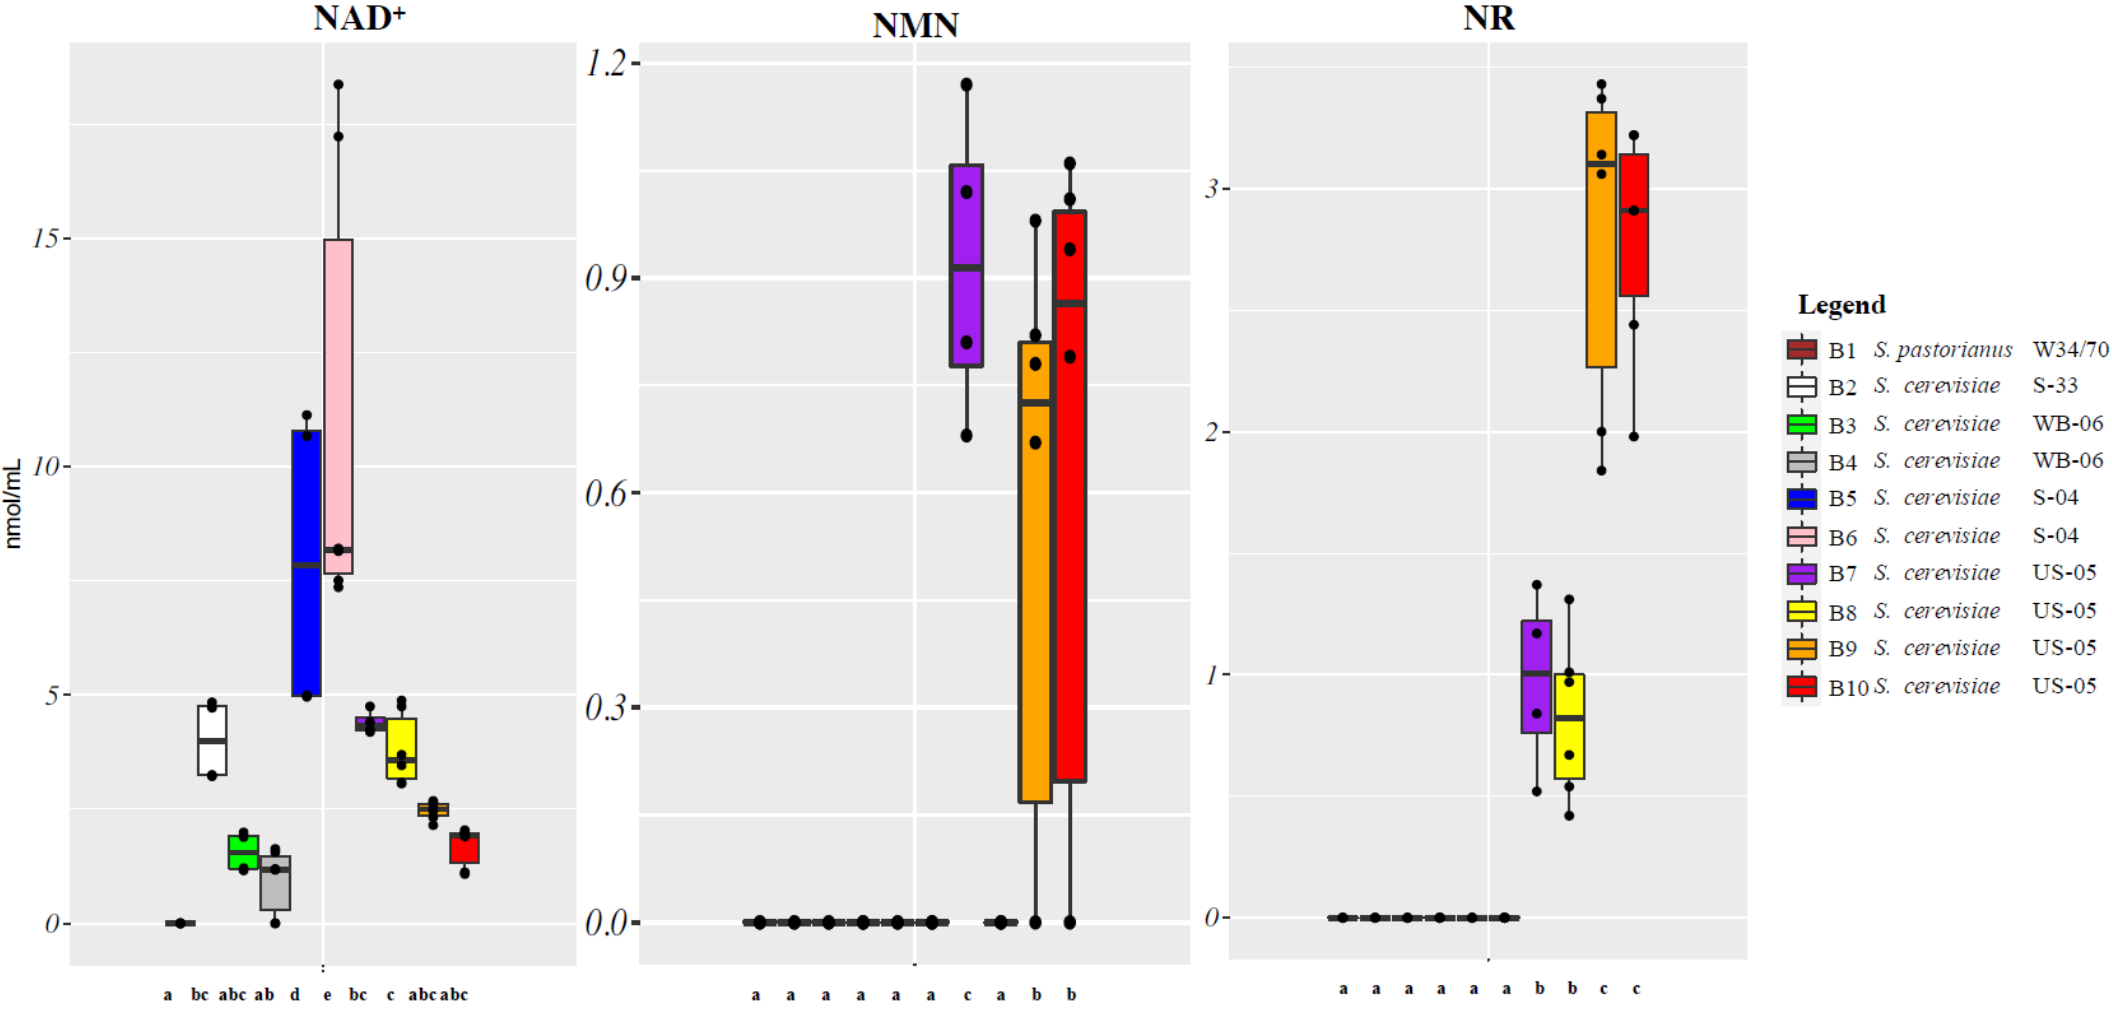 NAD⁺
NMN
NR
nmol/mL
15
10
5
0
1.2
0.9
0.6
0.3
0.0
3
2
1
0
a bc abc ab d e bc c abc abc
a a a a a a c a b b
a a a a a a b b c c
Legend
B1 S. pastorianus W34/70
B2 S. cerevisiae S-33
B3 S. cerevisiae WB-06
B4 S. cerevisiae WB-06
B5 S. cerevisiae S-04
B6 S. cerevisiae S-04
B7 S. cerevisiae US-05
B8 S. cerevisiae US-05
B9 S. cerevisiae US-05
B10 S. cerevisiae US-05